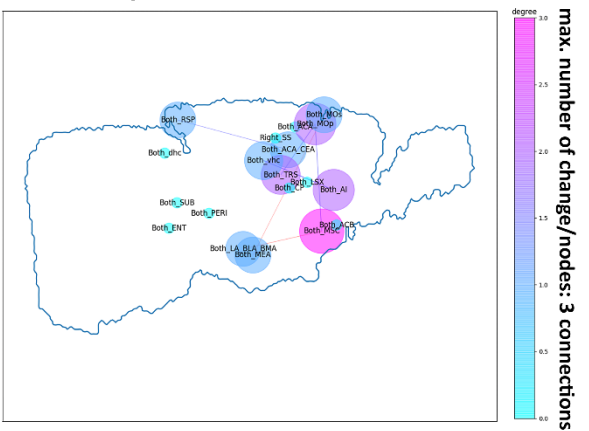 degree
3.0
2.5
2.0
1.5
1.0
0.5
0.0
max. number of change/nodes: 3 connections
Both_RSP
Both_MOs
Both_MOp
Both_ACA
Right_SS
Both_ACA_CEA
Both_dhc
Both_vhc
Both_TRS
Both_LSX
Both_CP
Both_AI
Both_SUB
Both_PERI
Both_ENT
Both_ACB
Both_MSC
Both_LA_BLA_BMA
Both_MEA